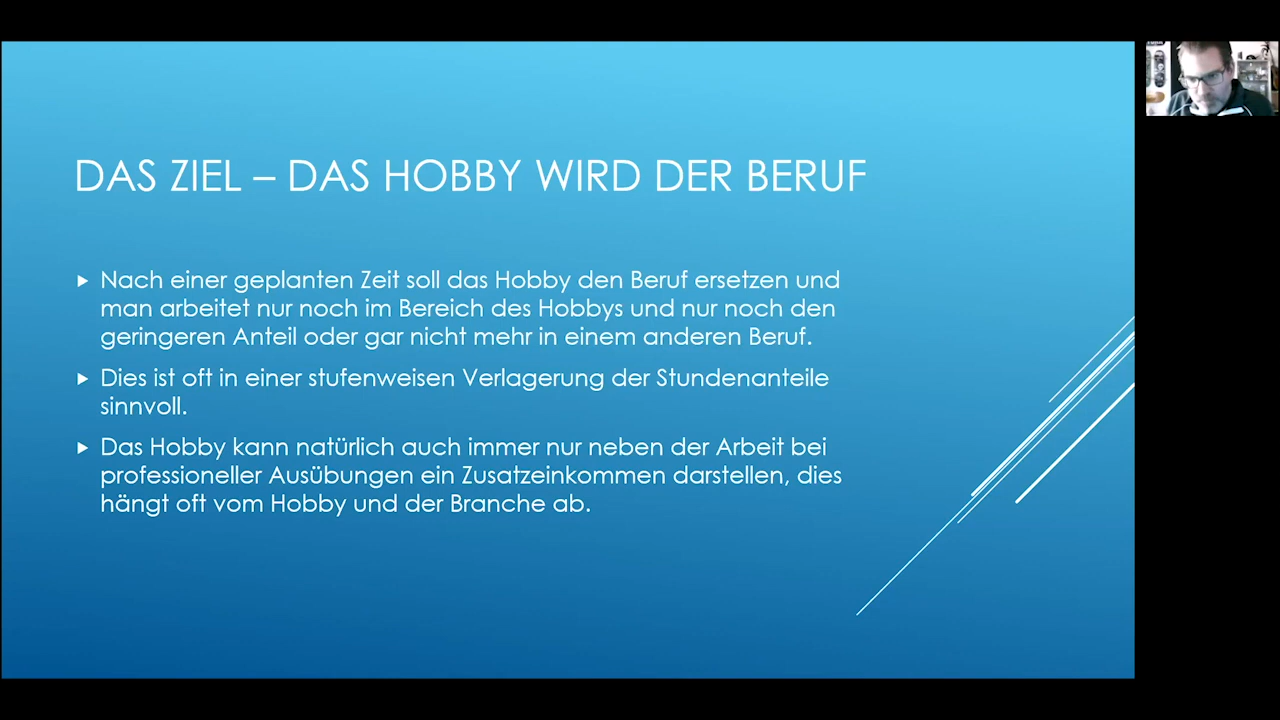 DAS ZIEL – DAS HOBBY WIRD DER BERUF
Nach einer geplanten Zeit soll das Hobby den Beruf ersetzen und
man arbeitet nur noch im Bereich des Hobbys und nur noch den
geringeren Anteil oder gar nicht mehr in einem anderen Beruf.
Dies ist oft in einer stufenweisen Verlagerung der Stundenanteile
sinnvoll.
Das Hobby kann natürlich auch immer nur neben der Arbeit bei
professioneller Ausübungen ein Zusatzeinkommen darstellen, dies
hängt oft vom Hobby und der Branche ab.